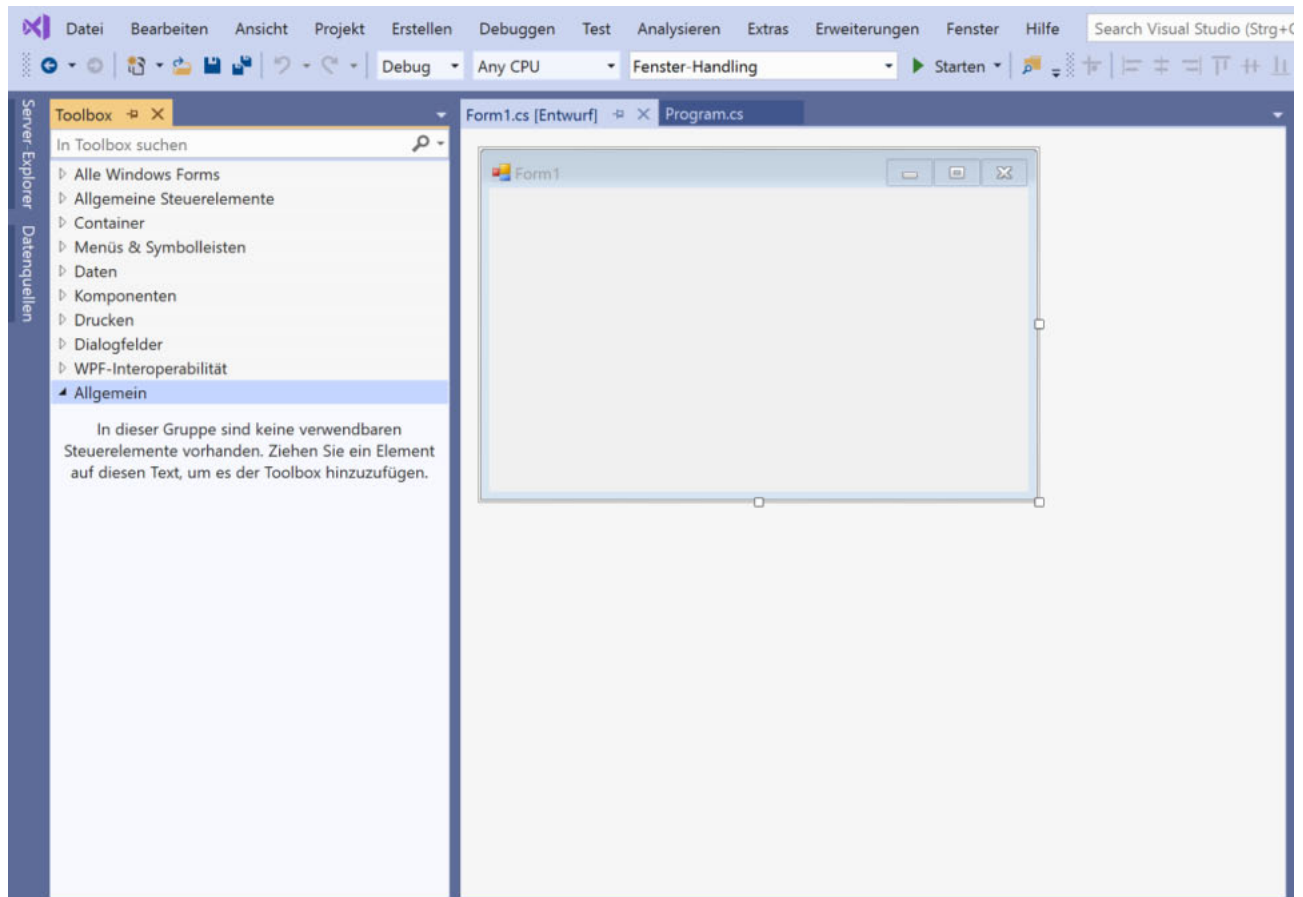 Datei Bearbeiten Ansicht Projekt Erstellen Debuggen Test Analysieren Extras Erweiterungen Fenster Hilfe Search Visual Studio (Strg+
Debug Any CPU Fenster-Handling Starten
Server-Explorer
Datenquellen
Toolbox
Form1.cs [Entwurf] Program.cs
In Toolbox suchen
Alle Windows Forms
Allgemeine Steuerelemente
Container
Menüs & Symbolleisten
Daten
Komponenten
Drucken
Dialogfelder
WPF-Interoperabilität
Allgemein
In dieser Gruppe sind keine verwendbaren
Steuerelemente vorhanden. Ziehen Sie ein Element
auf diesen Text, um es der Toolbox hinzuzufügen.
Form1